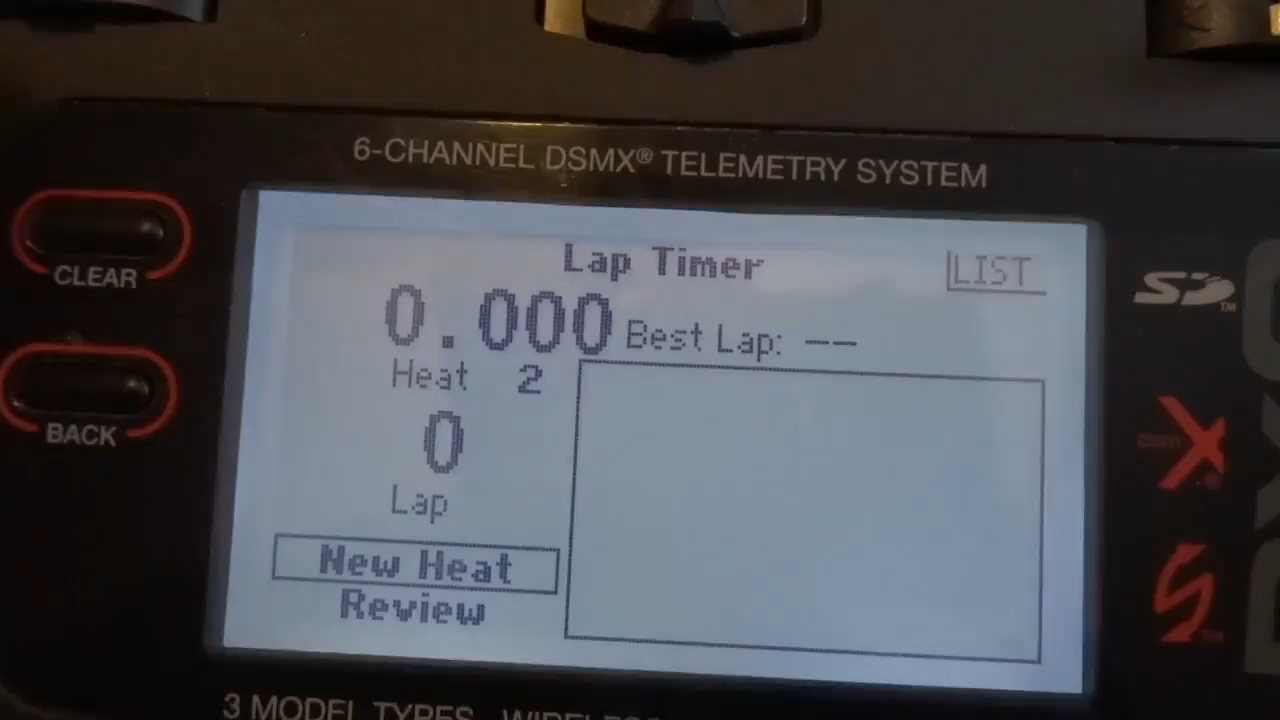 6-CHANNEL DSMX® TELEMETRY SYSTEM
CLEAR
BACK
Lap Timer
LIST
0.000
Best Lap: --
Heat 2
0
Lap
New Heat
Review
SD™
3 MODEL TYPES